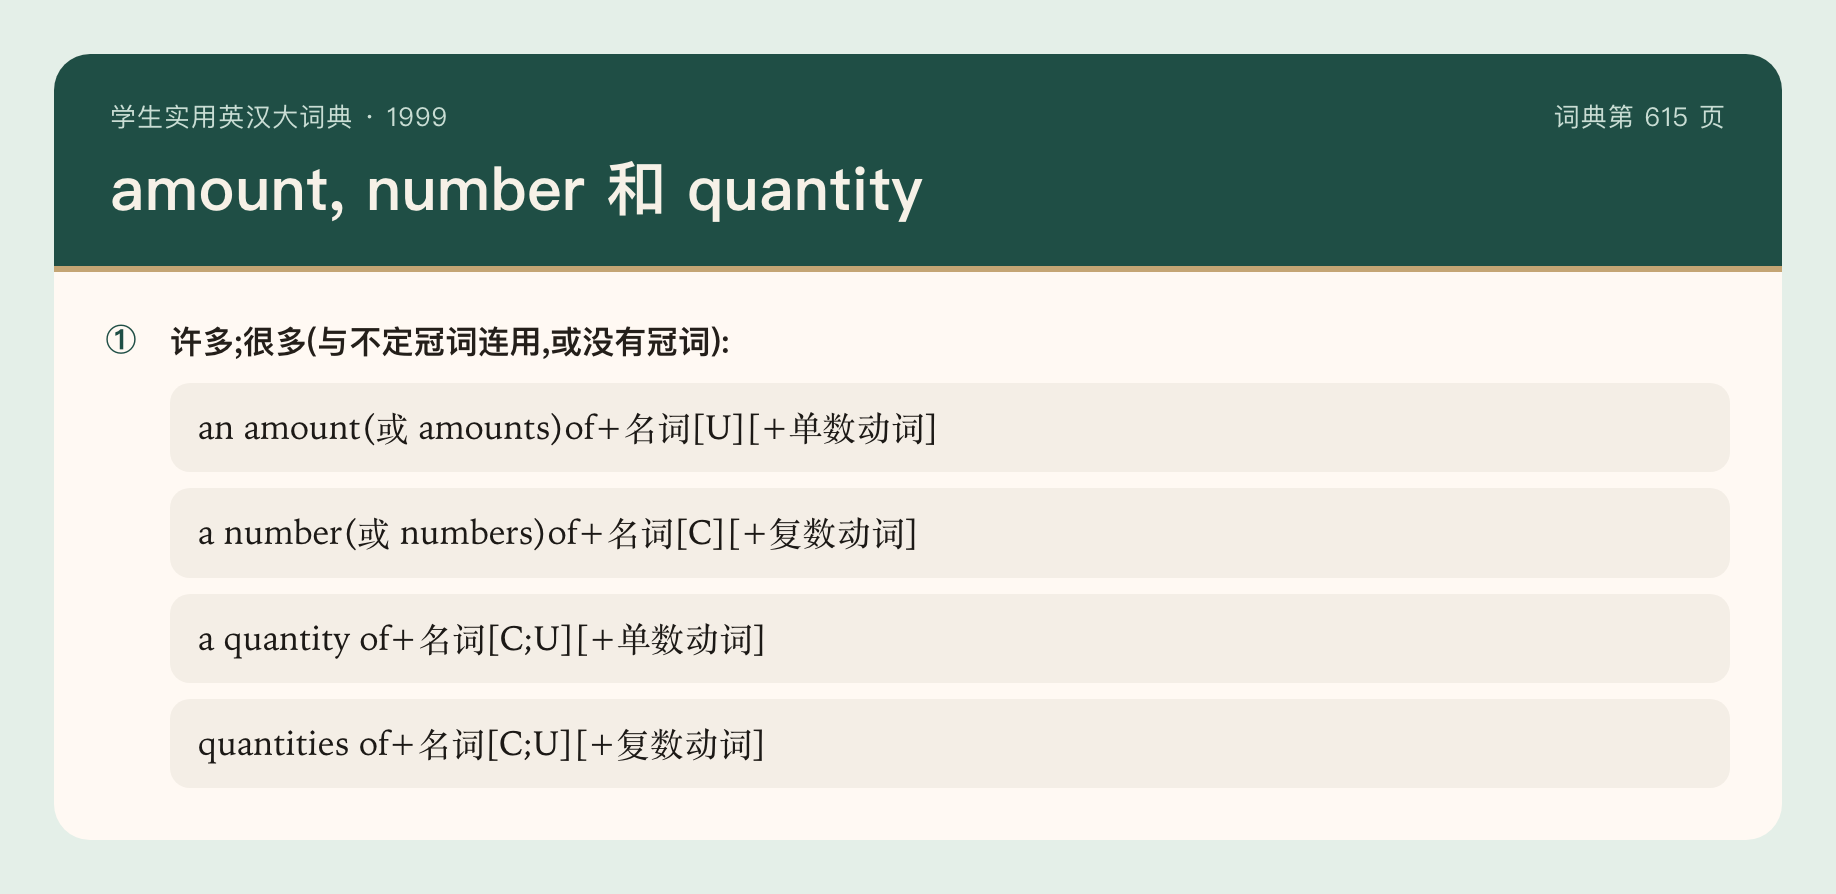 学生实用英汉大词典 · 1999
词典第 615 页
amount, number 和 quantity
① 许多;很多(与不定冠词连用,或没有冠词):
an amount(或 amounts)of+名词[U][+单数动词]
a number(或 numbers)of+名词[C][+复数动词]
a quantity of+名词[C;U][+单数动词]
quantities of+名词[C;U][+复数动词]